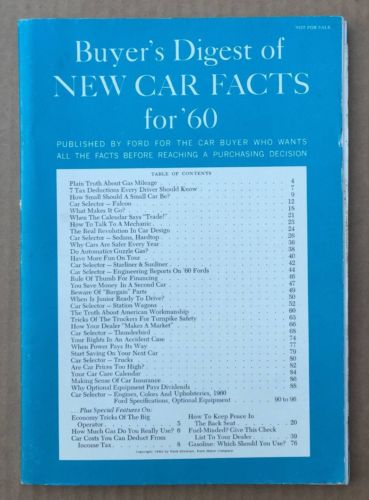 NOT FOR SALE
Buyer's Digest of
NEW CAR FACTS
for '60
PUBLISHED BY FORD FOR THE CAR BUYER WHO WANTS
ALL THE FACTS BEFORE REACHING A PURCHASING DECISION
TABLE OF CONTENTS
Plain Truth About Gas Mileage 4
7 Tax Deductions Every Driver Should Know 7
How Small Should A Small Car Be? 9
Car Selector – Falcon 12
What Makes It Go? 18
When The Calendar Says "Trade!" 21
How To Talk To A Mechanic 23
The Real Revolution In Car Design 24
Car Selector – Sedans, Hardtop 26
Why Cars Are Safer Every Year 36
Do Automatics Guzzle Gas? 38
Have More Fun On Tour 40
Car Selector – Starliner & Sunliner 42
Car Selector – Engineering Reports On '60 Fords 44
Rule Of Thumb For Financing 46
You Save Money In A Second Car 47
Beware Of "Bargain" Parts 49
When Is Junior Ready To Drive? 50
Car Selector – Station Wagons 52
The Truth About American Workmanship 60
Tricks Of The Truckers For Turnpike Safety 65
How Your Dealer "Makes A Market" 66
Car Selector – Thunderbird 68
Your Rights In An Accident Case 74
When Power Pays Its Way 77
Start Saving On Your Next Car 79
Car Selector – Trucks 80
Are Car Prices Too High? 82
Your Car Care Calendar 84
Making Sense Of Car Insurance 86
Why Optional Equipment Pays Dividends 88
Car Selector – Engines, Colors And Upholsteries, 1960
Ford Specifications, Optional Equipment 90 to 96
. . . Plus Special Features On:
Economy Tricks Of The Big
Operator 5
How Much Gas Do You Really Use? 6
Car Costs You Can Deduct From
Income Tax 8
How To Keep Peace In
The Back Seat 20
Fuel-Minded? Give This Check
List To Your Dealer 39
Gasoline: Which Should You Use? 76